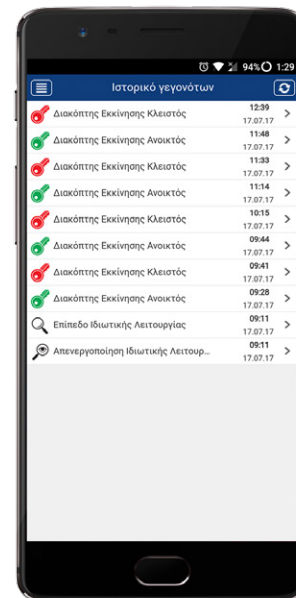 94% 1:29
Ιστορικό γεγονότων
Διακόπτης Εκκίνησης Κλειστός 12:39 17.07.17
Διακόπτης Εκκίνησης Ανοικτός 11:48 17.07.17
Διακόπτης Εκκίνησης Κλειστός 11:33 17.07.17
Διακόπτης Εκκίνησης Ανοικτός 11:14 17.07.17
Διακόπτης Εκκίνησης Κλειστός 10:15 17.07.17
Διακόπτης Εκκίνησης Ανοικτός 09:44 17.07.17
Διακόπτης Εκκίνησης Κλειστός 09:41 17.07.17
Διακόπτης Εκκίνησης Ανοικτός 09:28 17.07.17
Επίπεδο Ιδιωτικής Λειτουργίας 09:11 17.07.17
Απενεργοποίηση Ιδιωτικής Λειτουρ... 09:11 17.07.17